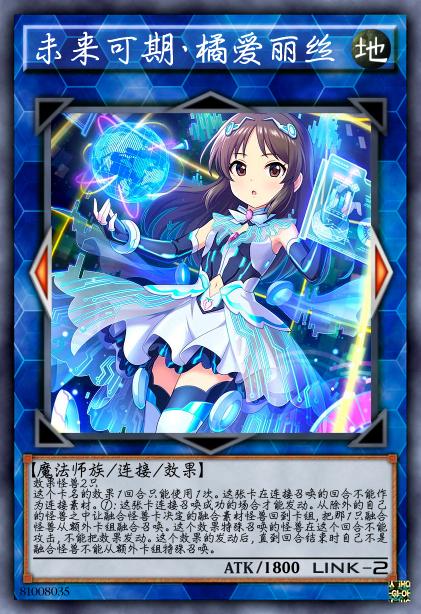 未来可期·橘爱丽丝 地
【魔法师族/连接/效果】
效果怪兽2只
这个卡名的效果1回合只能使用1次。这张卡在连接召唤的回合不能作
为连接素材。①:这张卡连接召唤成功的场合才能发动。从除外的自
己的怪兽之中让融合怪兽卡决定的融合素材怪兽回到卡组,把那1只融合
怪兽从额外卡组融合召唤。这个效果特殊召唤的怪兽在这个回合不能
攻击,不能把效果发动。这个效果的发动后,直到回合结束时自己不是
融合怪兽不能从额外卡组特殊召唤。
ATK/1800 LINK-2
81008035